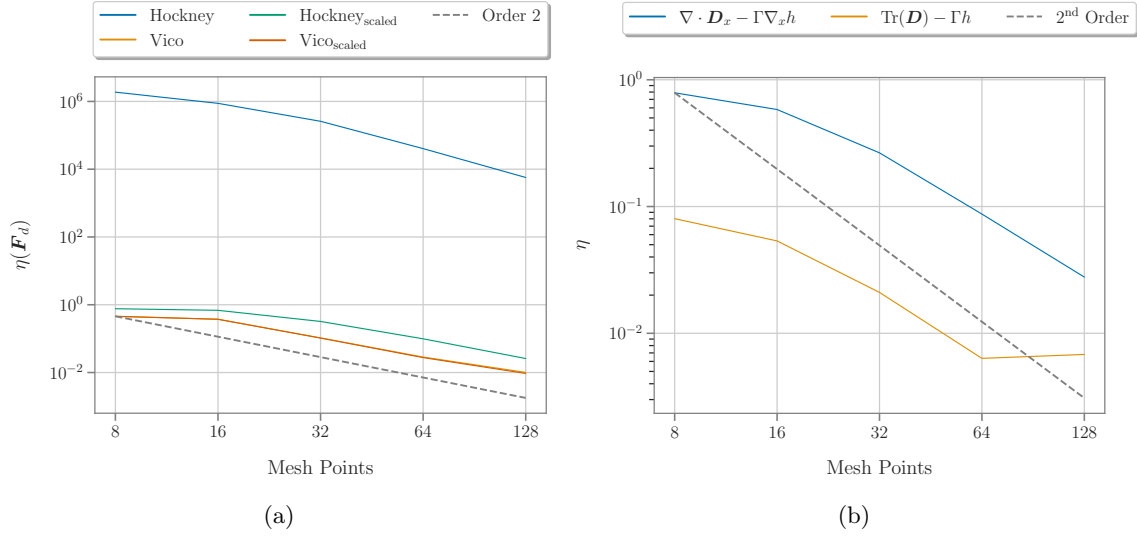 Hockney
Vico
Hockney_scaled
Vico_scaled
Order 2
η(F_d)
10^6
10^4
10^2
10^0
10^−2
8 16 32 64 128
Mesh Points
(a)
∇ · D_x − Γ∇_x h
Tr(D) − Γh
2^nd Order
η
10^0
10^−1
10^−2
8 16 32 64 128
Mesh Points
(b)